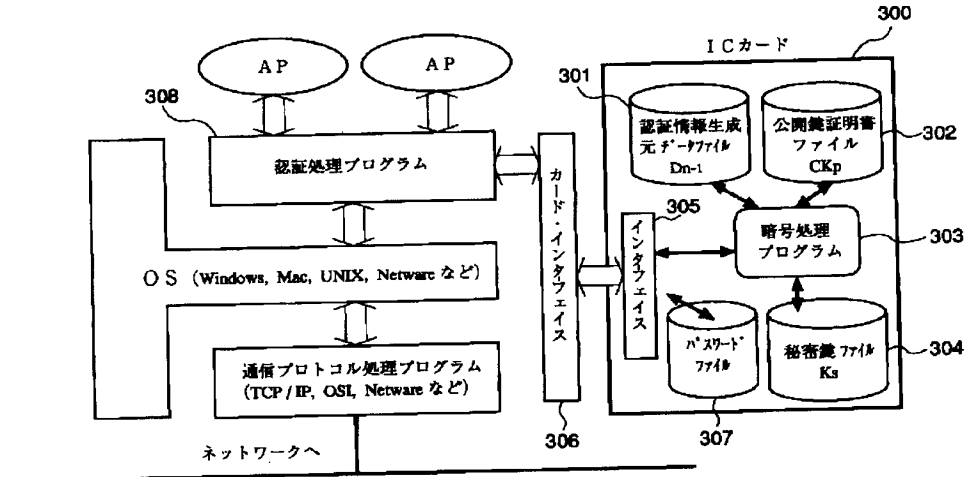 300
ICカード
AP
AP
308
301
認証情報生成
元 データファイル
Dn-1
公開鍵証明書
ファイル
CKp
302
認証処理プログラム
カード・インタフェイス
305
インタフェイス
暗号処理
プログラム
303
OS (Windows, Mac, UNIX, Netware など)
通信プロトコル処理プログラム
(TCP / IP, OSI, Netware など)
パスワード
ファイル
秘密鍵 ファイル
Ks
304
306
307
ネットワークへ